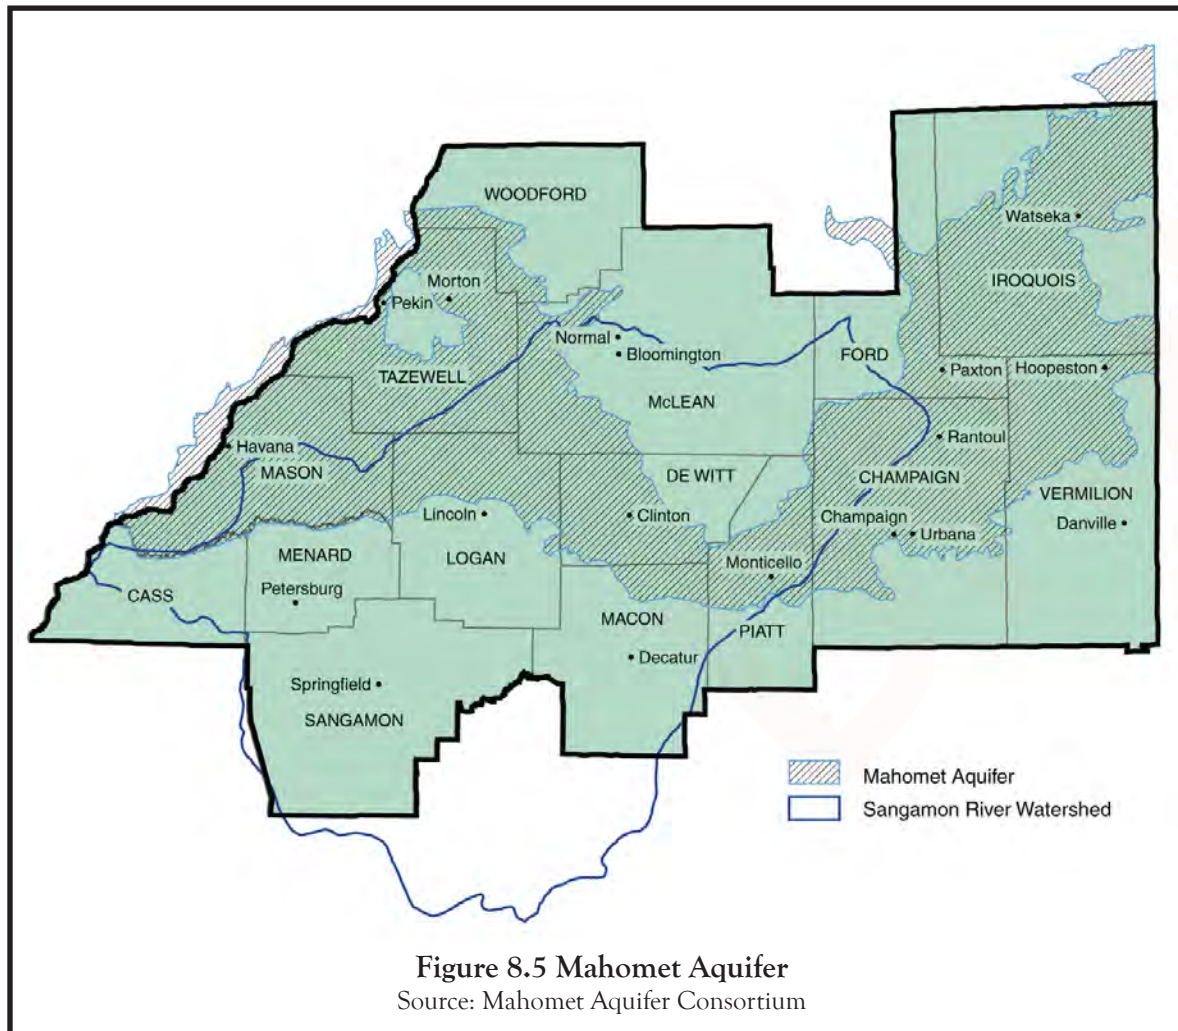 WOODFORD
Watseka
Morton
Pekin
IROQUOIS
Normal
Bloomington
FORD
Paxton
Hoopeston
TAZEWELL
McLEAN
Havana
Rantoul
MASON
DE WITT
CHAMPAIGN
VERMILION
Lincoln
Clinton
Champaign
Danville
Urbana
MENARD
LOGAN
Monticello
CASS
Petersburg
MACON
PIATT
Decatur
Springfield
SANGAMON
Mahomet Aquifer
Sangamon River Watershed
Figure 8.5 Mahomet Aquifer
Source: Mahomet Aquifer Consortium